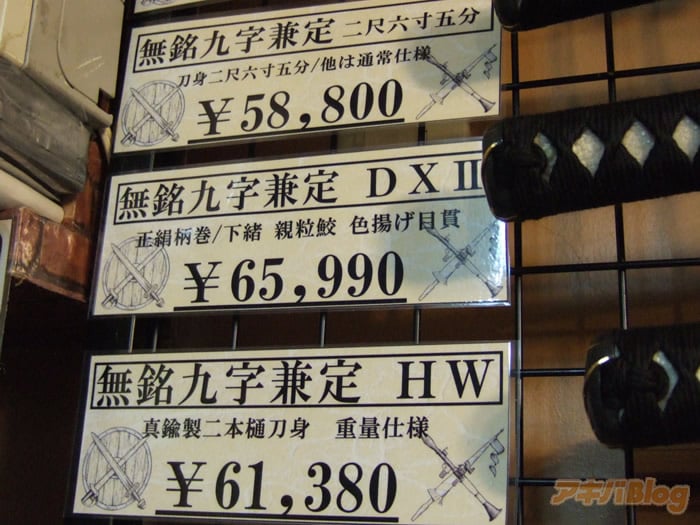 無銘九字兼定 二尺六寸五分
刀身二尺六寸五分/他は通常仕様
￥58,800
無銘九字兼定 ＤＸⅡ
正絹柄巻/下緒 親粒鮫 色揚げ目貫
￥65,990
無銘九字兼定 ＨＷ
真鍮製二本樋刀身 重量仕様
￥61,380
アキバBlog